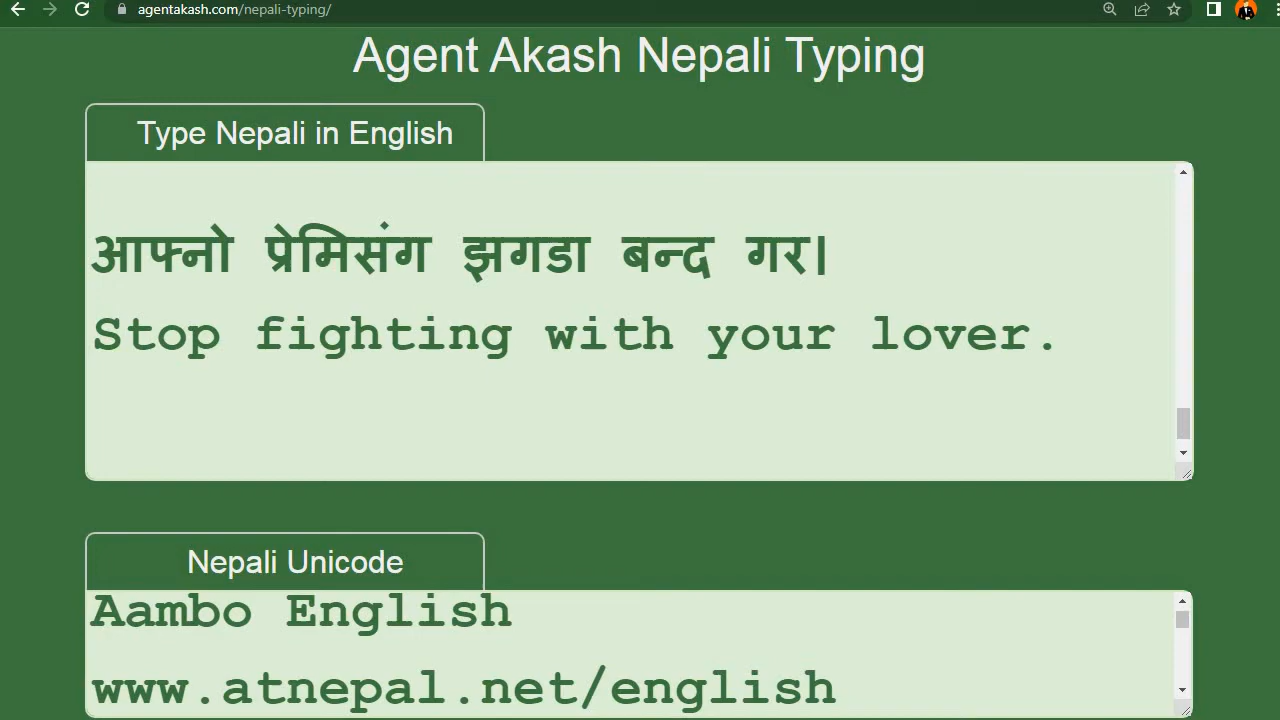 agentakash.com/nepali-typing/
Agent Akash Nepali Typing
Type Nepali in English
आफ्नो प्रेमिसंग झगडा बन्द गर।
Stop fighting with your lover.
Nepali Unicode
Aambo English
www.atnepal.net/english